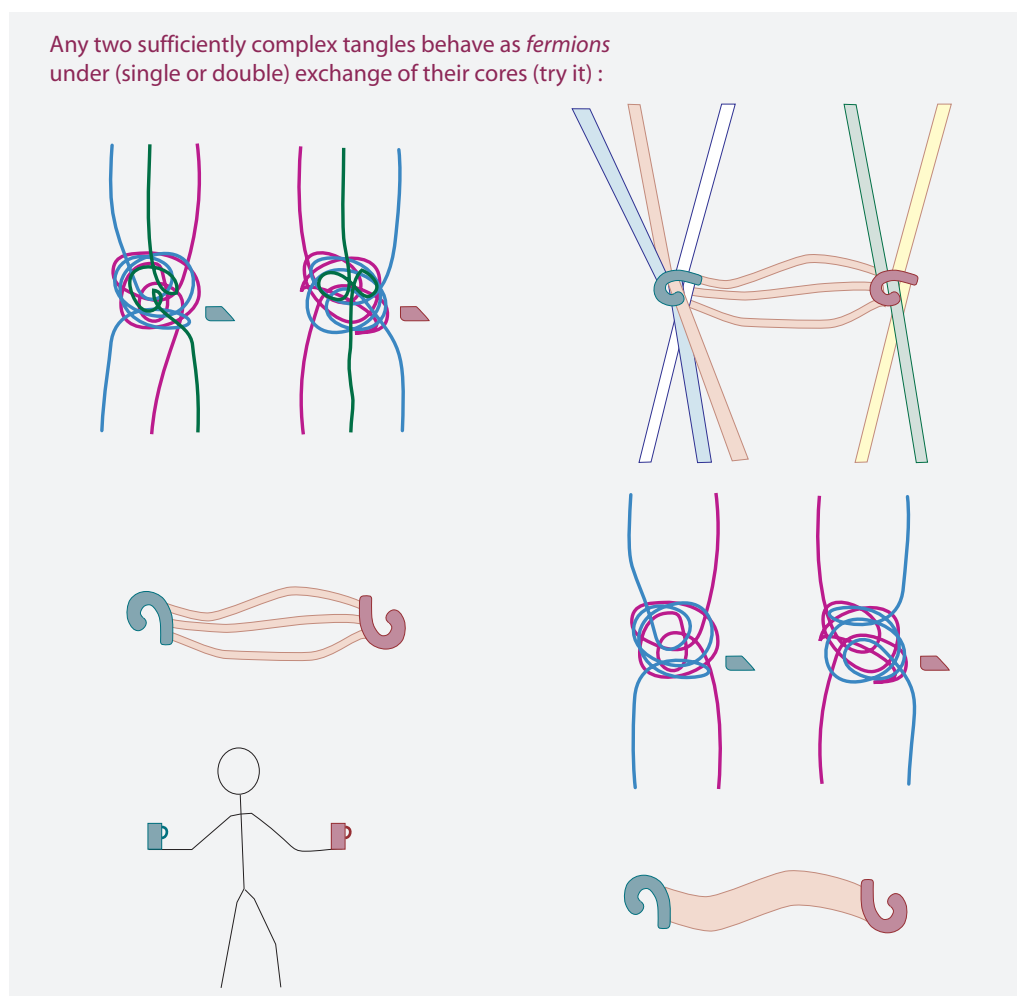 Any two sufficiently complex tangles behave as fermions
under (single or double) exchange of their cores (try it) :